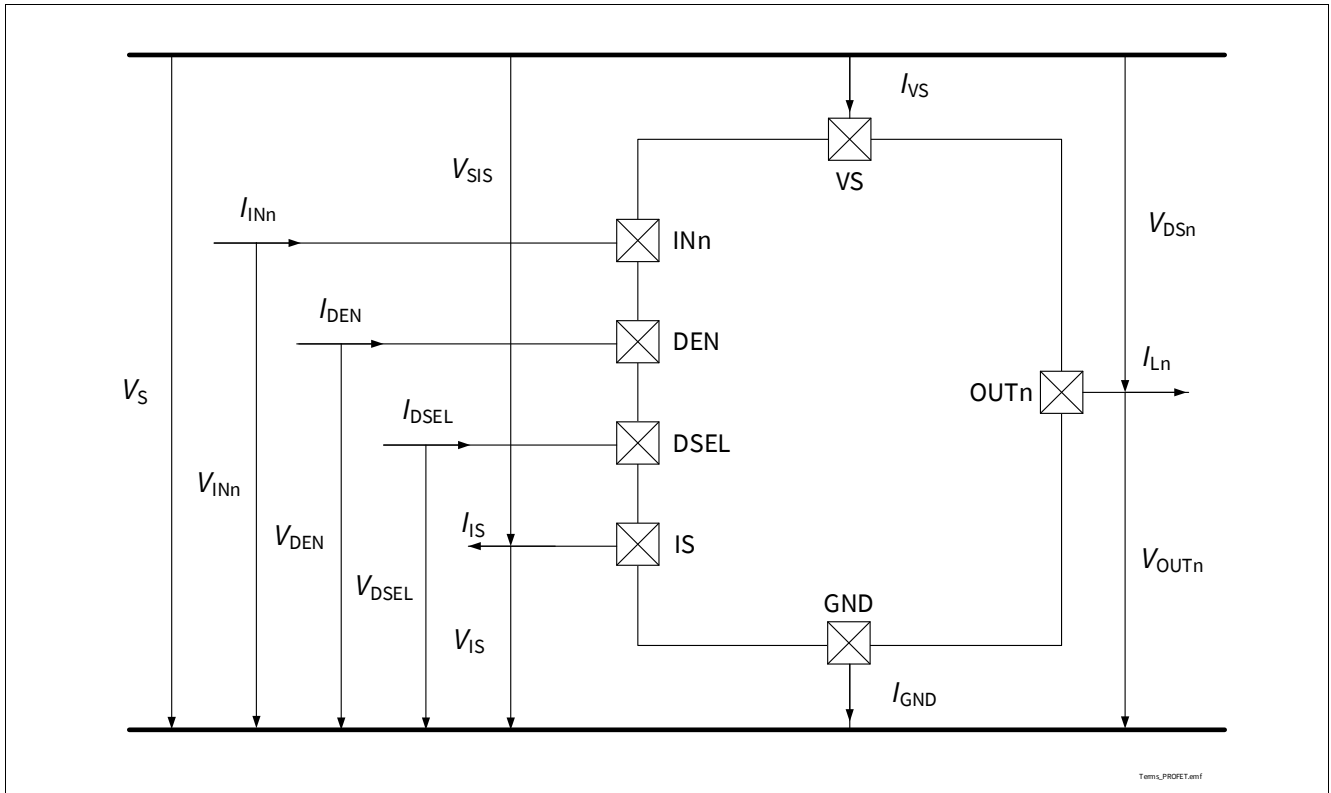 IVS
VS
VSIS
IINn
VDSn
INn
IDEN
DEN
ILn
VS
OUTn
IDSEL
DSEL
VINn
IIS
VDEN
IS
VOUTn
VDSEL
GND
VIS
IGND
Terms_PROFET.emf